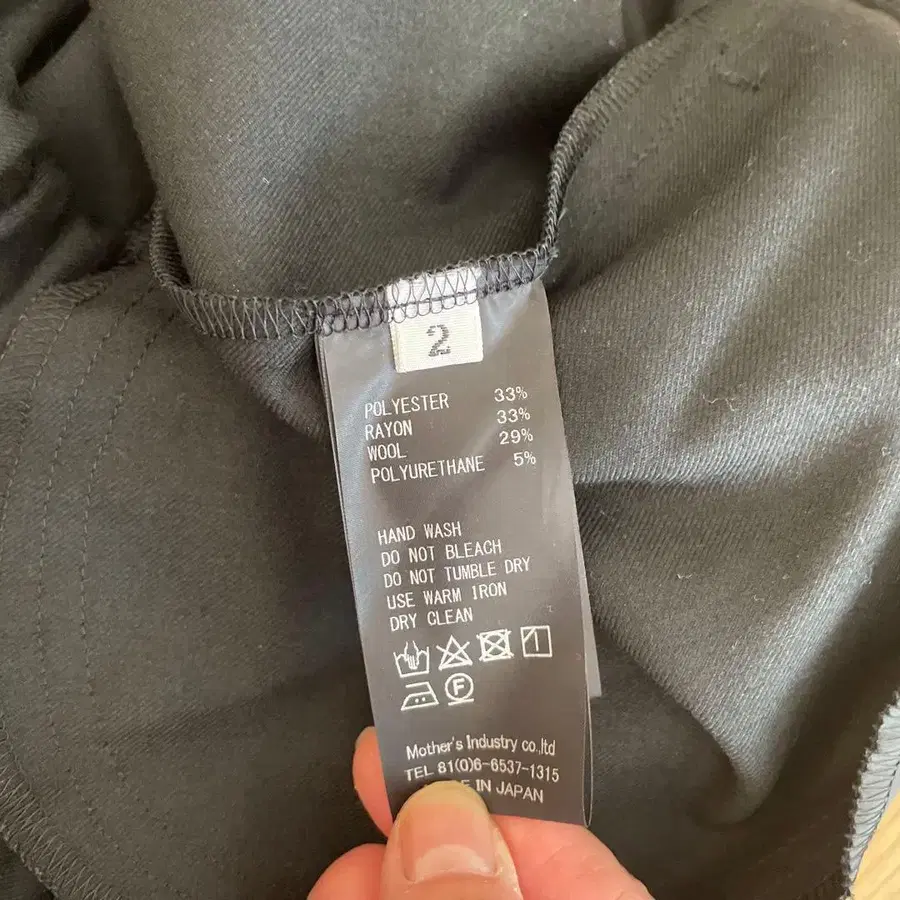 2
POLYESTER 33%
RAYON 33%
WOOL 29%
POLYURETHANE 5%
HAND WASH
DO NOT BLEACH
DO NOT TUMBLE DRY
USE WARM IRON
DRY CLEAN
F
Mother's Industry co.,ltd
TEL 81(0)6-6537-1315
IN JAPAN